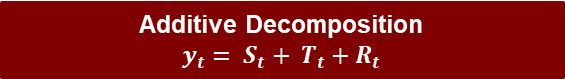 Additive Decomposition
yₜ = Sₜ + Tₜ + Rₜ